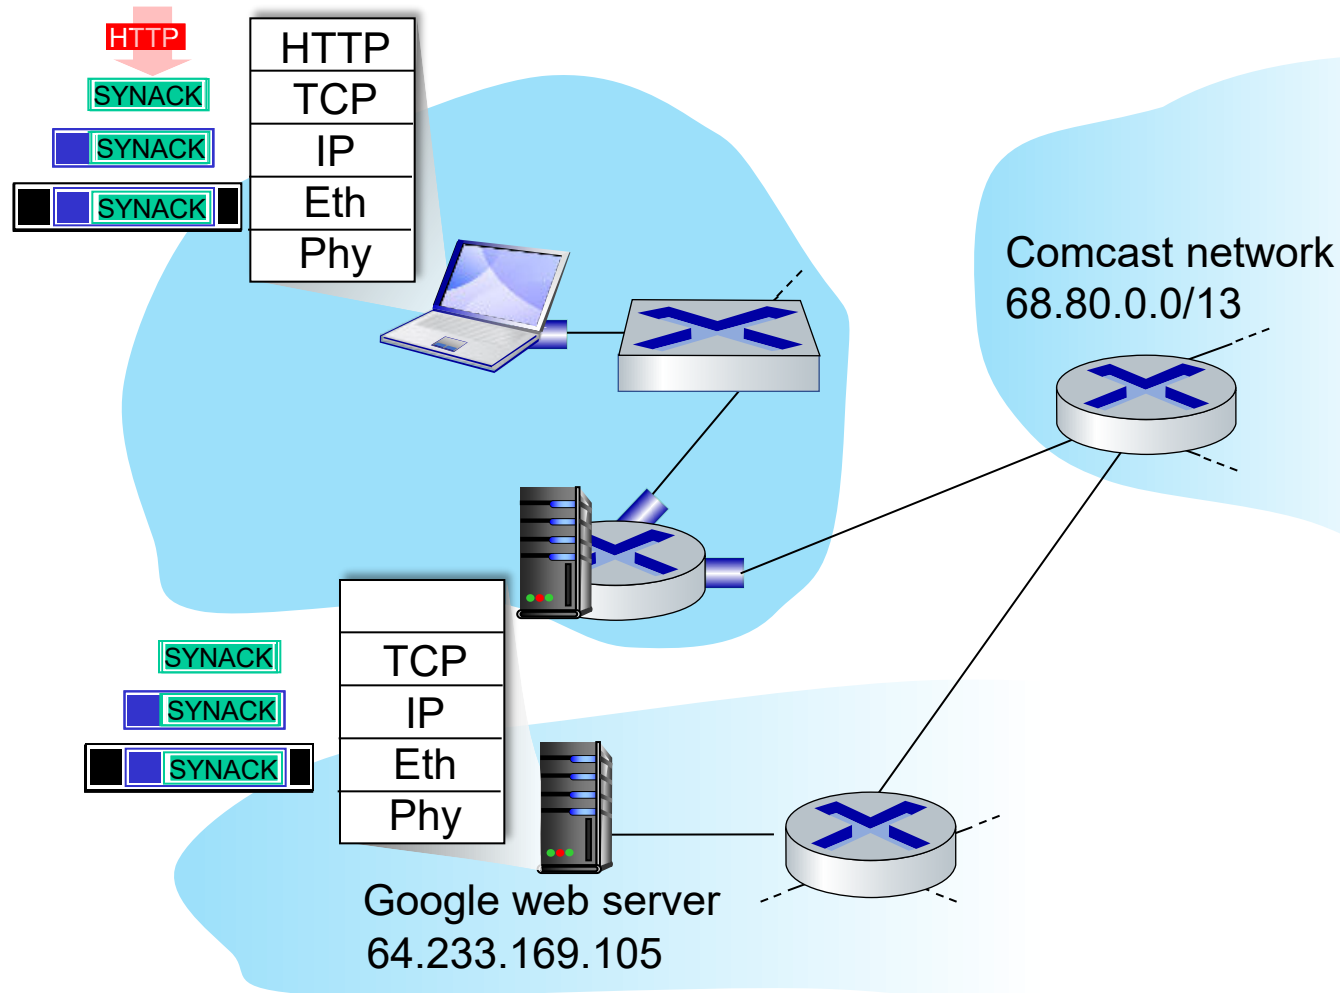 HTTP
HTTP
SYNACK
TCP
SYNACK
IP
SYNACK
Eth
Phy
Comcast network
68.80.0.0/13
SYNACK
TCP
SYNACK
IP
SYNACK
Eth
Phy
Google web server
64.233.169.105